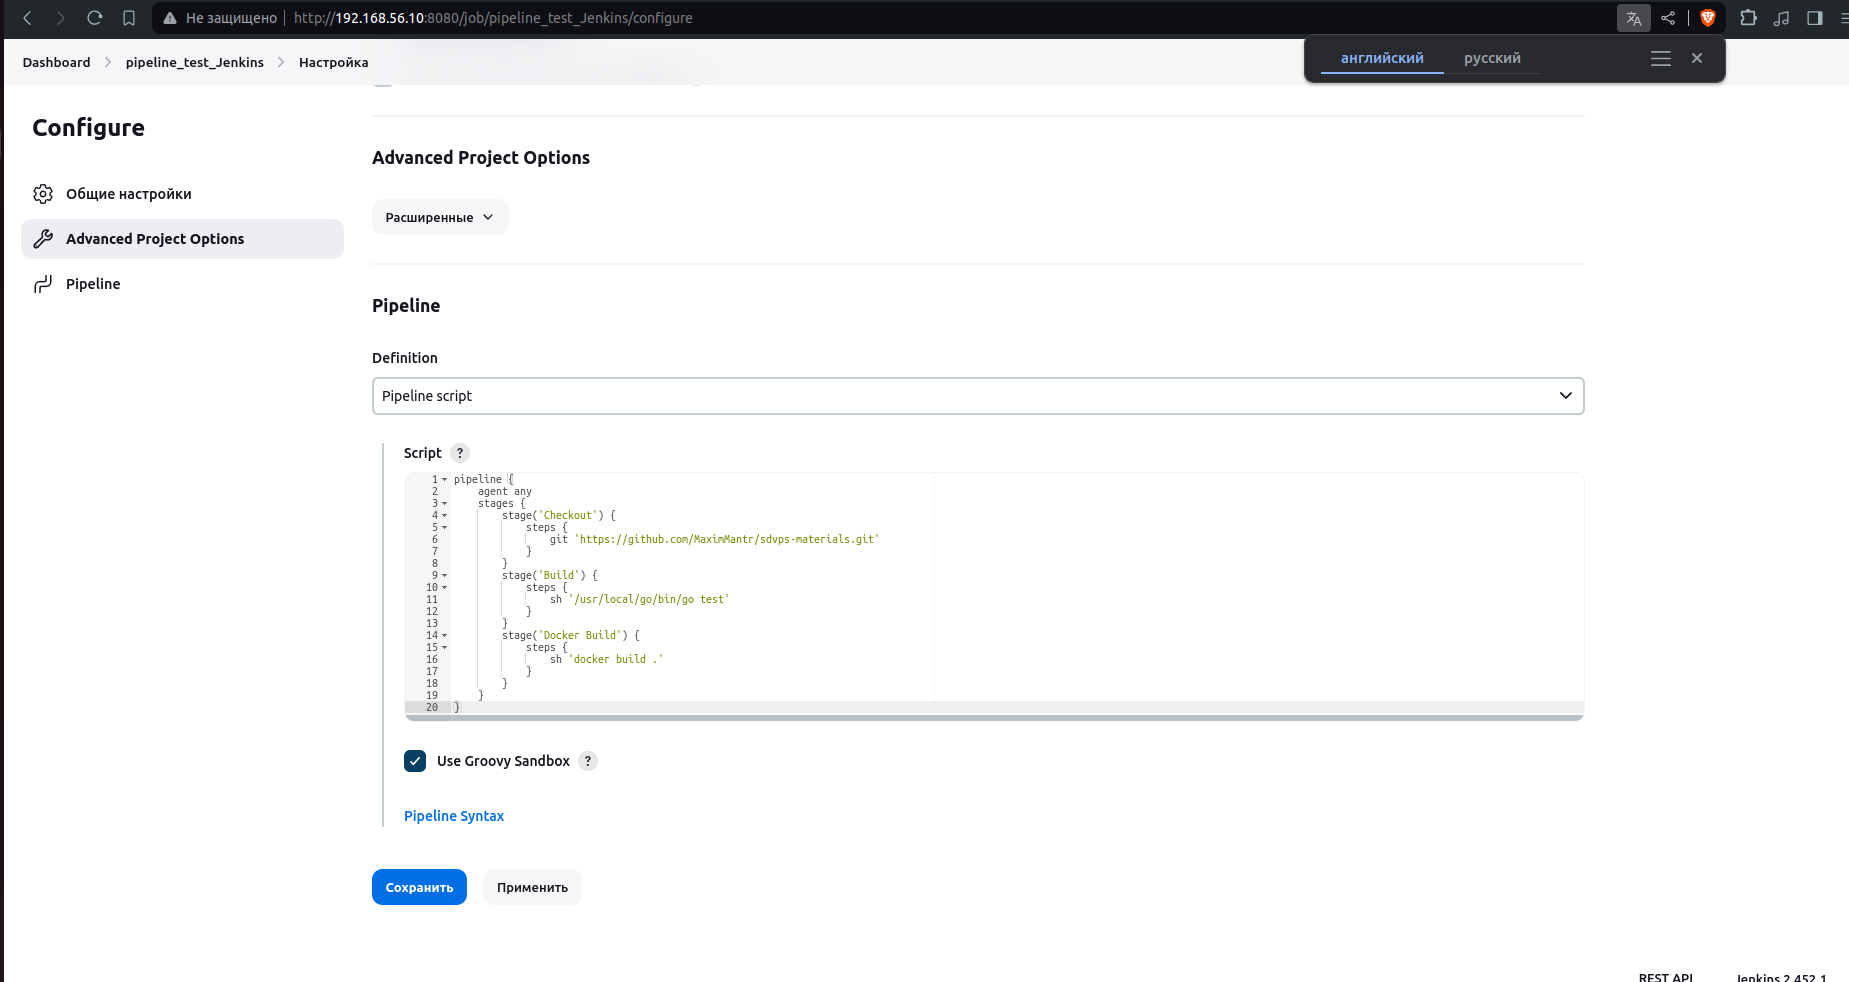 Не защищено http://192.168.56.10:8080/job/pipeline_test_Jenkins/configure
английский русский
Dashboard pipeline_test_Jenkins Настройка
Configure
Общие настройки
Advanced Project Options
Pipeline
Advanced Project Options
Расширенные
Pipeline
Definition
Pipeline script
Script ?
1 pipeline {
2 agent any
3 stages {
4 stage('Checkout') {
5 steps {
6 git 'https://github.com/MaximMantr/sdvps-materials.git'
7 }
8 }
9 stage('Build') {
10 steps {
11 sh '/usr/local/go/bin/go test'
12 }
13 }
14 stage('Docker Build') {
15 steps {
16 sh 'docker build .'
17 }
18 }
19 }
20 }
Use Groovy Sandbox ?
Pipeline Syntax
Сохранить Применить
REST API Jenkins 2.452.1